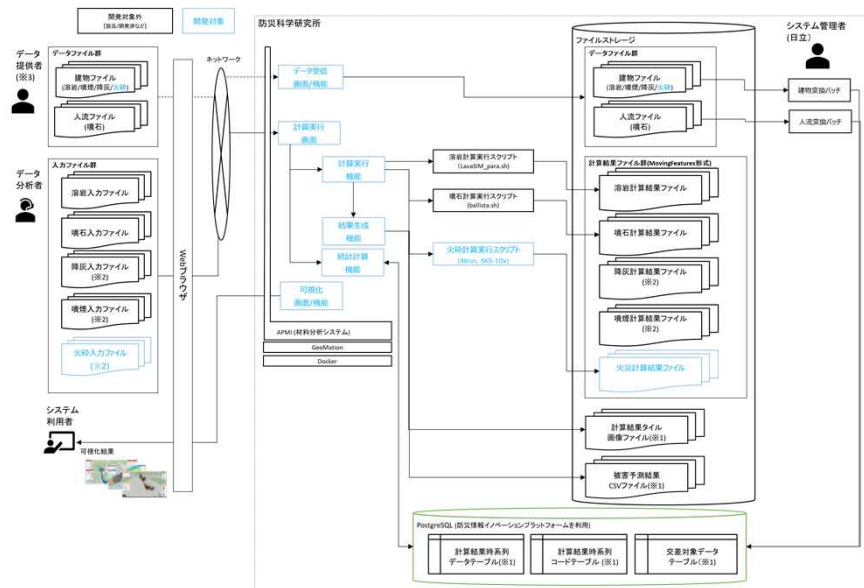 開発対象外
(製品/開発済など)
開発対象
データ
提供者
(※3)
データファイル群
建物ファイル
(溶岩/噴煙/降灰/火砕)
人流ファイル
(噴石)
データ
分析者
入力ファイル群
溶岩入力ファイル
噴石入力ファイル
降灰入力ファイル
(※2)
噴煙入力ファイル
(※2)
火砕入力ファイル
(※2)
システム
利用者
可視化結果
Webブラウザ
ネットワーク
防災科学研究所
データ受信
画面/機能
計算実行
画面
計算実行
機能
結果生成
機能
統計計算
機能
可視化
画面/機能
APMI (材料分析システム)
GeoMation
Docker
溶岩計算実行スクリプト
(LavaSIM_para.sh)
噴石計算実行スクリプト
(ballista.sh)
火砕計算実行スクリプト
ファイルストレージ
データファイル群
建物ファイル
(溶岩/噴煙/降灰/火砕)
人流ファイル
(噴石)
計算結果ファイル群(MovingFeatures形式)
溶岩計算結果ファイル
噴石計算結果ファイル
降灰計算結果ファイル
(※2)
噴煙計算結果ファイル
(※2)
火災計算結果ファイル
計算結果タイル
画像ファイル(※1)
被害予測結果
CSVファイル(※1)
システム管理者
(日立)
建物変換バッチ
人流変換バッチ
PostgreSQL (防災情報イノベーションプラットフォームを利用)
計算結果時系列
データテーブル(※1)
計算結果時系列
コードテーブル(※1)
交差対象データ
テーブル(※1)